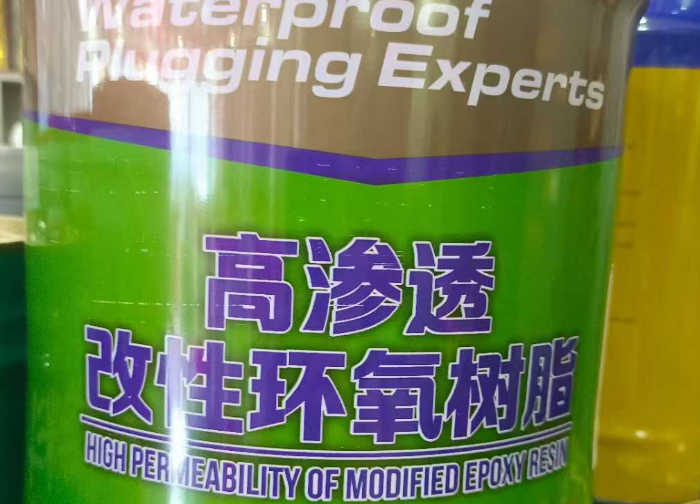 Waterproof
Plugging Experts
高渗透
改性环氧树脂
HIGH PERMEABILITY OF MODIFIED EPOXY RESIN